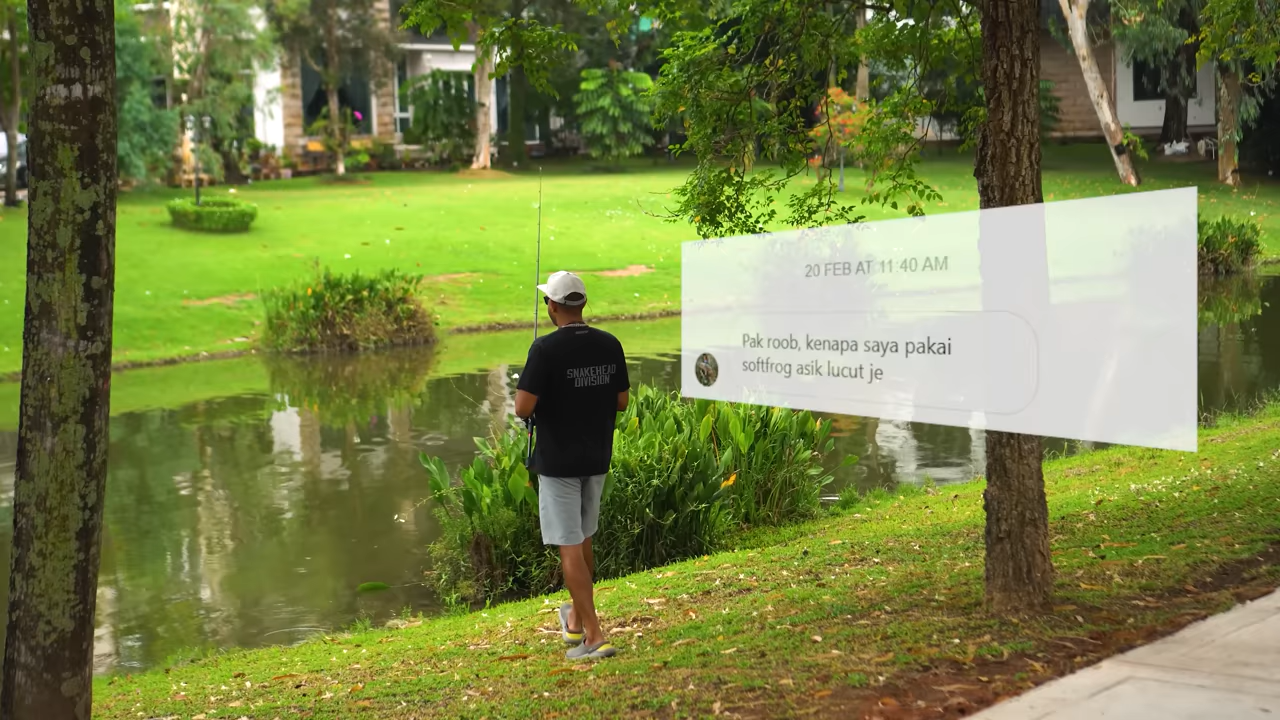 20 FEB AT 11:40 AM
Pak roob, kenapa saya pakai
softfrog asik lucut je
SNAKEHEAD
DIVISION